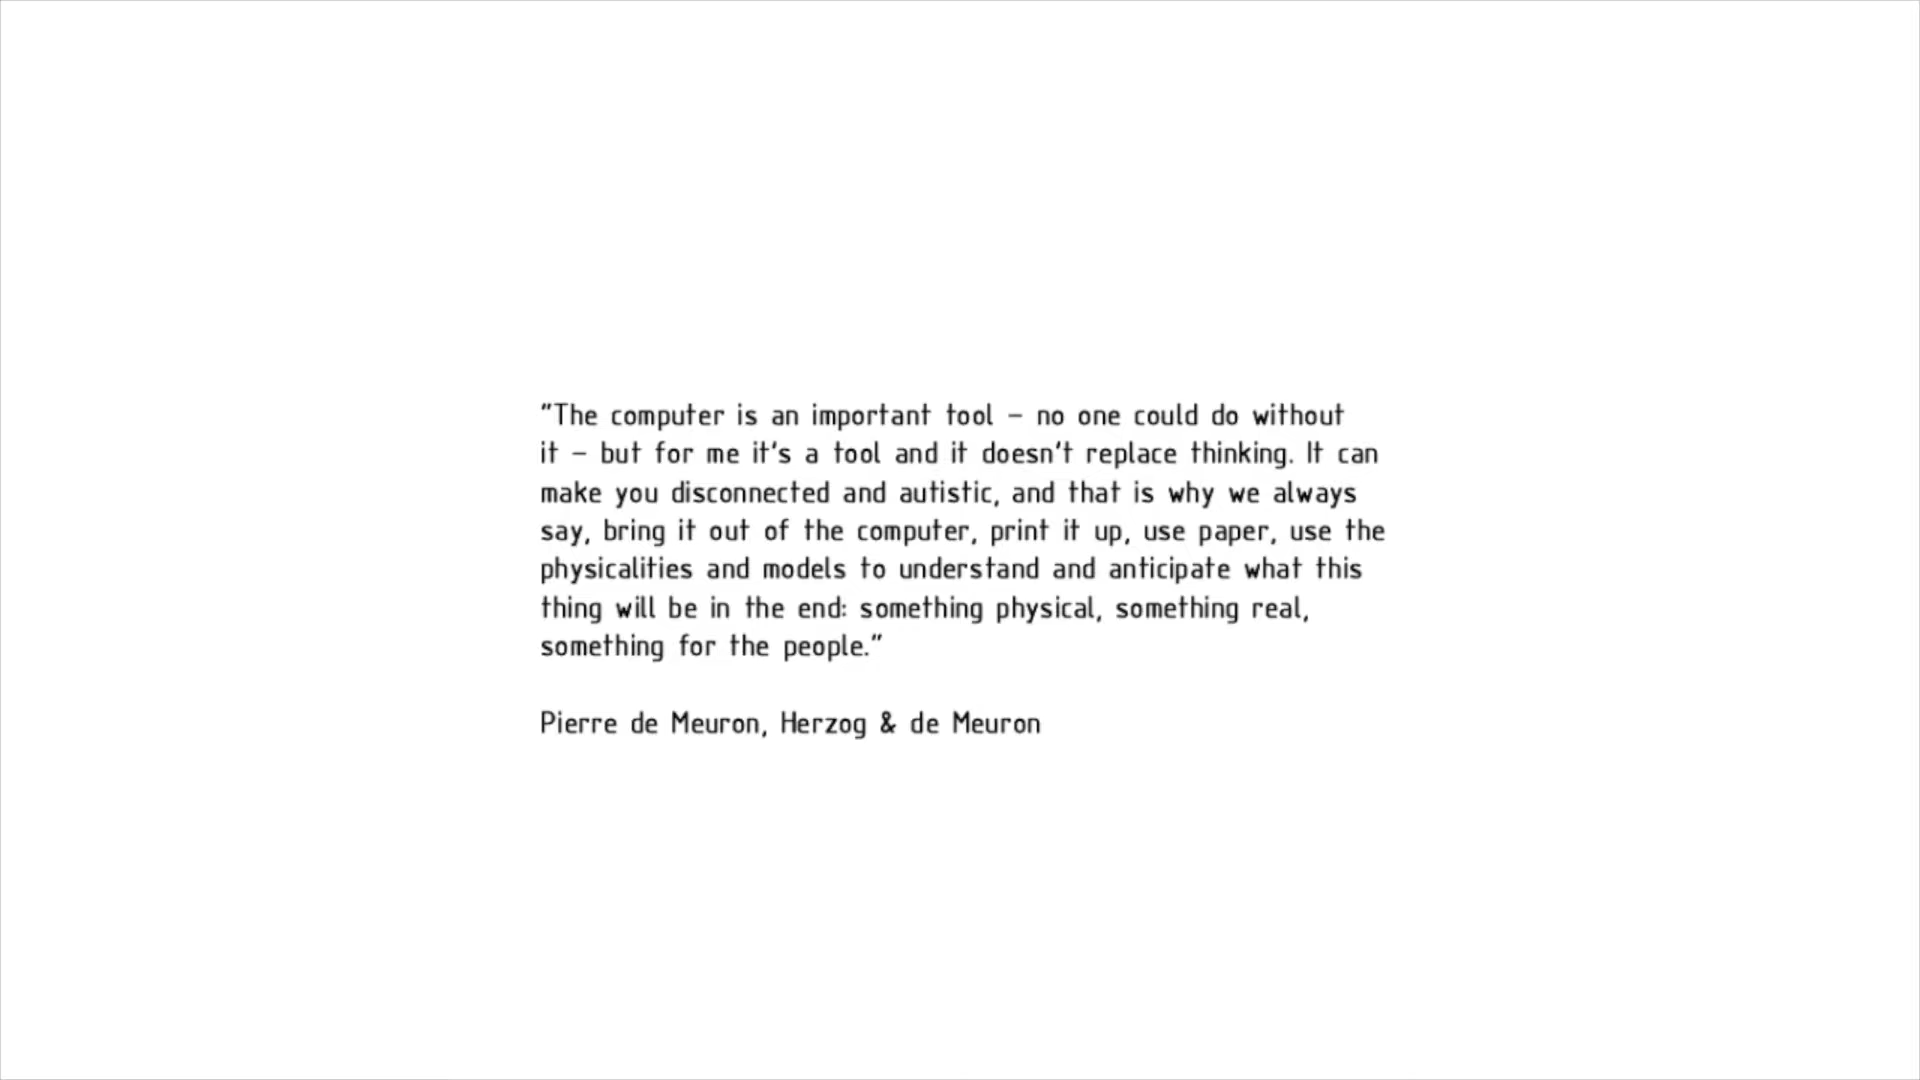 "The computer is an important tool – no one could do without
it – but for me it's a tool and it doesn't replace thinking. It can
make you disconnected and autistic, and that is why we always
say, bring it out of the computer, print it up, use paper, use the
physicalities and models to understand and anticipate what this
thing will be in the end: something physical, something real,
something for the people."
Pierre de Meuron, Herzog & de Meuron